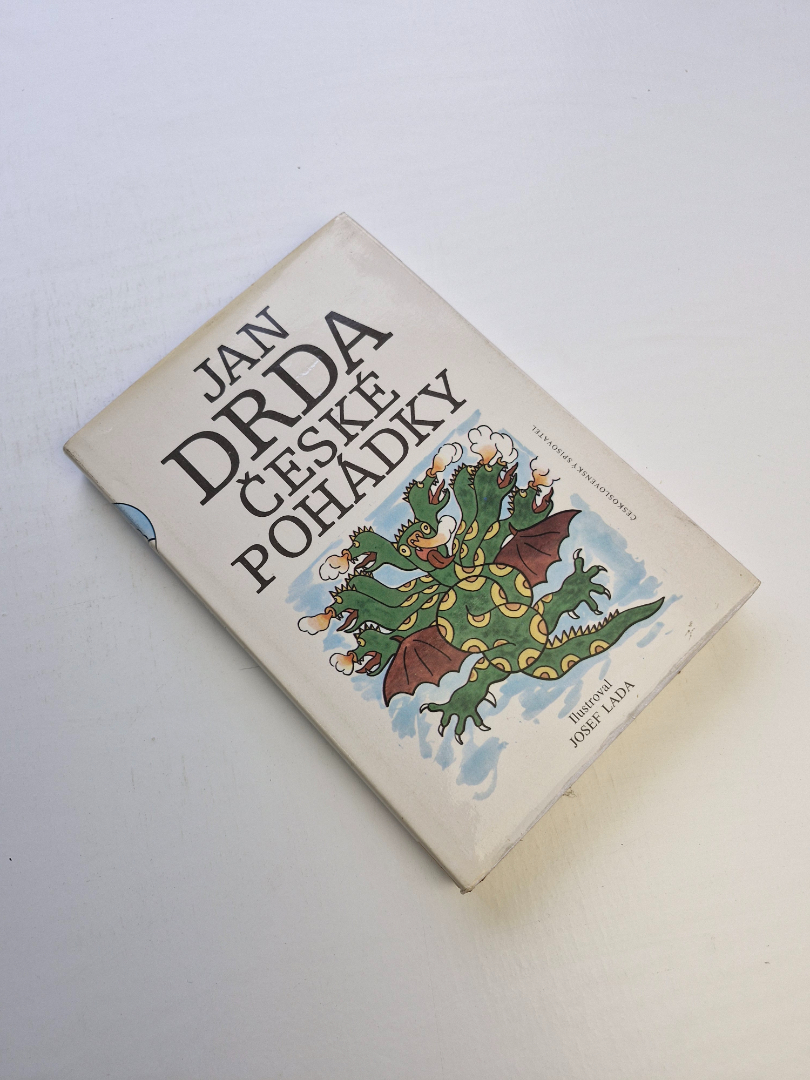 JAN
DRDA
ČESKÉ
POHÁDKY
ČESKOSLOVENSKÝ SPISOVATEL
Ilustroval
JOSEF LADA